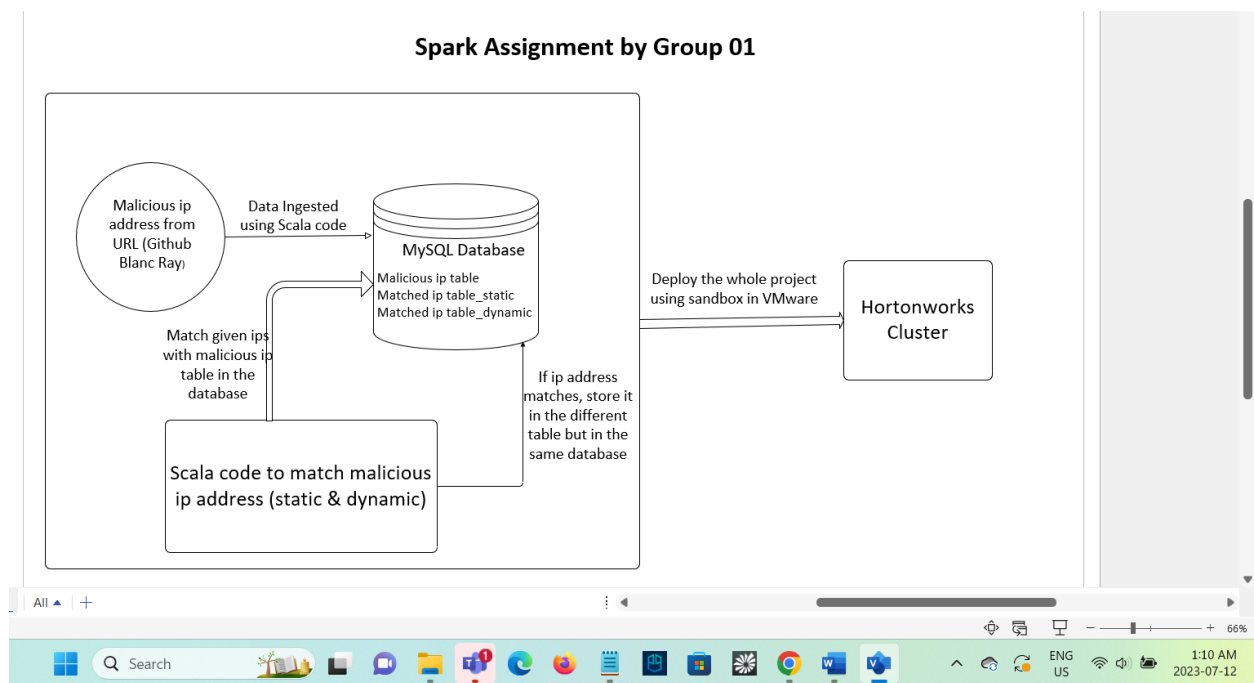 Spark Assignment by Group 01
Malicious ip
address from
URL (Github
Blanc Ray)
Data Ingested
using Scala code
MySQL Database
Malicious ip table
Matched ip table_static
Matched ip table_dynamic
Match given ips
with malicious ip
table in the
database
If ip address
matches, store it
in the different
table but in the
same database
Scala code to match malicious
ip address (static & dynamic)
Deploy the whole project
using sandbox in VMware
Hortonworks
Cluster
All
66%
Search
1
ENG
US
1:10 AM
2023-07-12